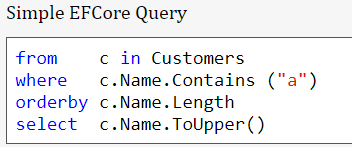 Simple EFCore Query
from    c in Customers
where   c.Name.Contains ("a")
orderby c.Name.Length
select  c.Name.ToUpper()